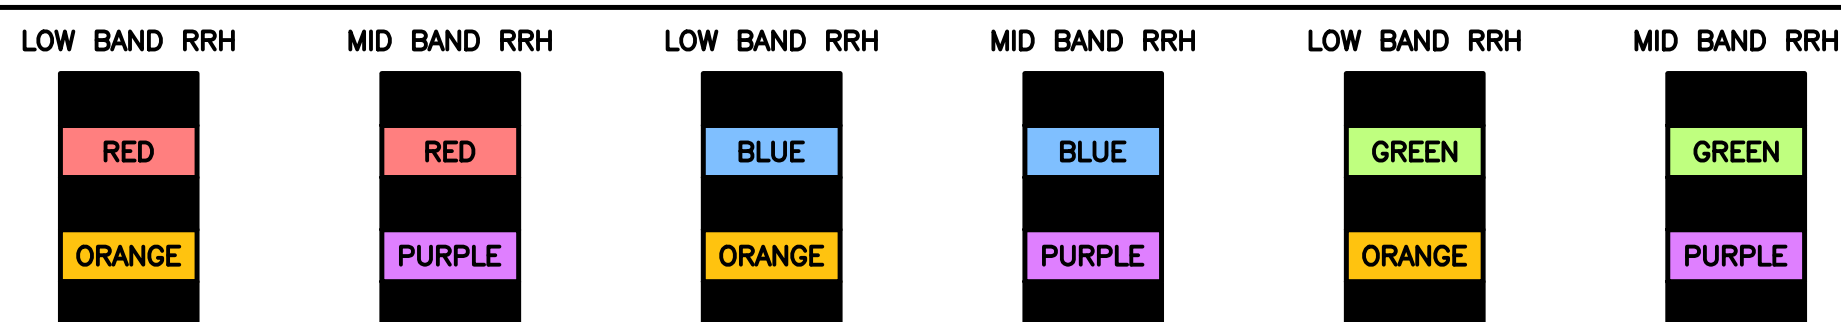 LOW BAND RRH MID BAND RRH LOW BAND RRH MID BAND RRH LOW BAND RRH MID BAND RRH
RED RED BLUE BLUE GREEN GREEN
ORANGE PURPLE ORANGE PURPLE ORANGE PURPLE